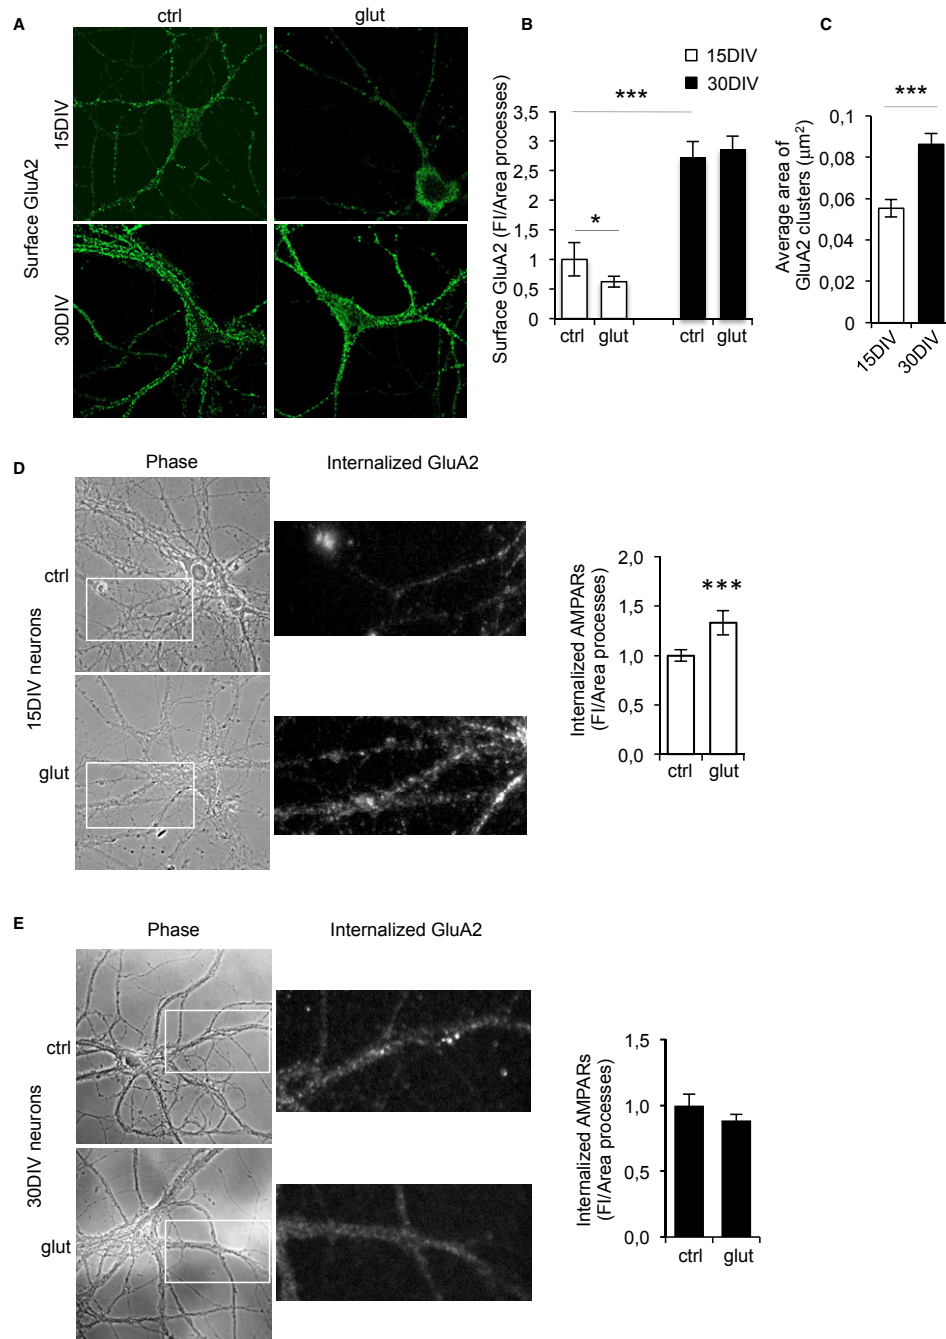 A
ctrl
glut
Surface GluA2
15DIV
30DIV
B
15DIV
30DIV
Surface GluA2 (FI/Area processes)
3,5
3
2,5
2
1,5
1
0,5
0
***
*
ctrl
glut
ctrl
glut
C
***
Average area of
GluA2 clusters (μm²)
0,1
0,08
0,06
0,04
0,02
0
15DIV
30DIV
D
Phase
Internalized GluA2
15DIV neurons
ctrl
glut
Internalized AMPARs
(FI/Area processes)
2,0
1,5
1,0
0,5
0,0
***
ctrl
glut
E
Phase
Internalized GluA2
30DIV neurons
ctrl
glut
Internalized AMPARs
(FI/Area processes)
1,5
1,0
0,5
0,0
ctrl
glut